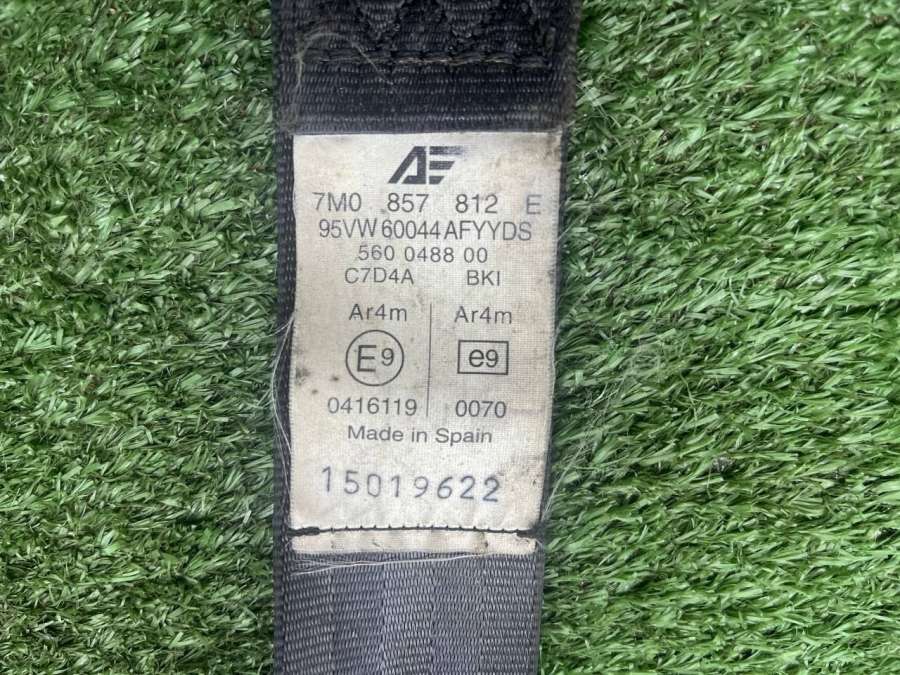 AE
7M0 857 812 E
95VW 60044 AFYYDS
560 0488 00
C7D4A BKI
Ar4m Ar4m
E9 e9
0416119 0070
Made in Spain
15019622